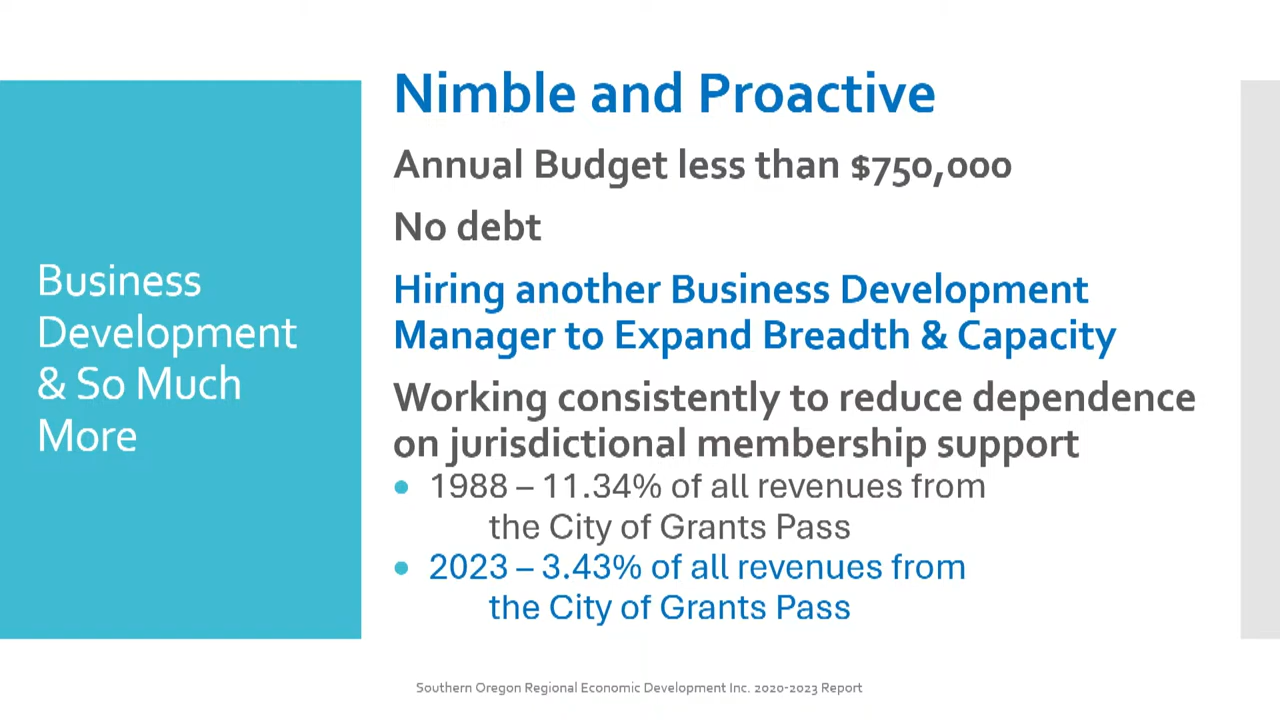 Business
Development
& So Much
More
Nimble and Proactive
Annual Budget less than $750,000
No debt
Hiring another Business Development
Manager to Expand Breadth & Capacity
Working consistently to reduce dependence
on jurisdictional membership support
• 1988 – 11.34% of all revenues from
the City of Grants Pass
• 2023 – 3.43% of all revenues from
the City of Grants Pass
Southern Oregon Regional Economic Development Inc. 2020-2023 Report